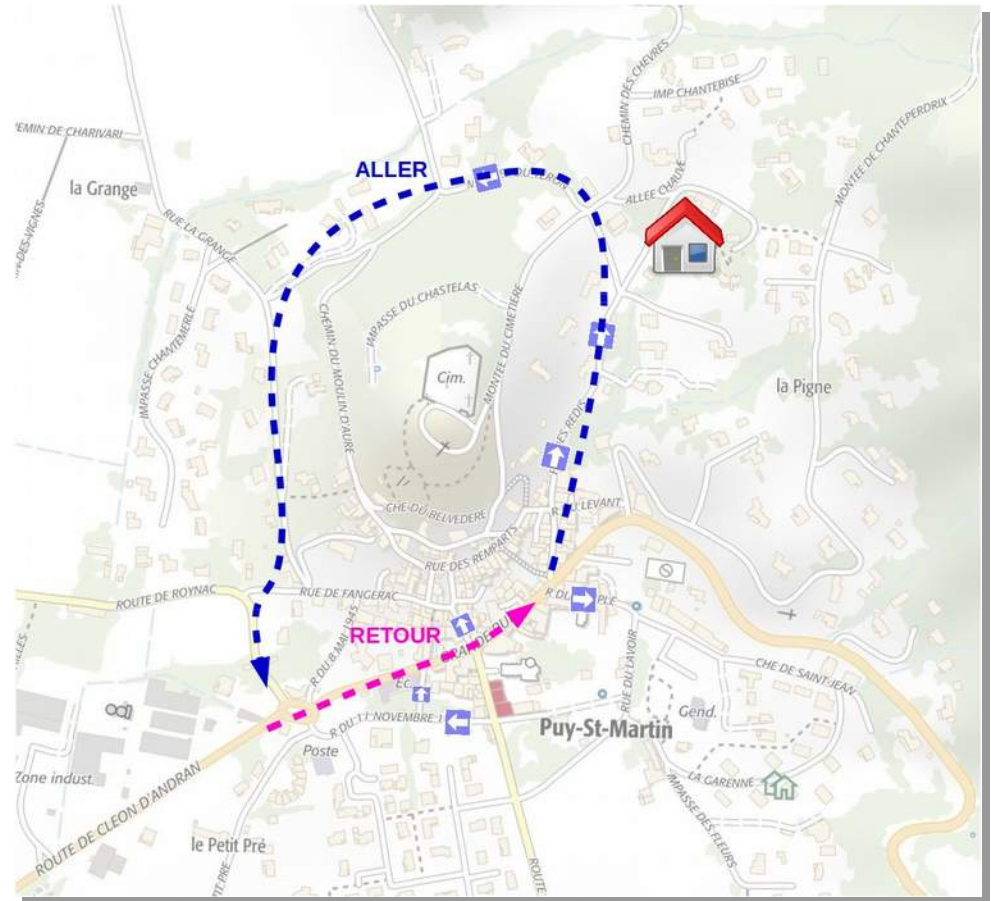 IMP CHANTEBISE
CHEMIN DES CHEVRES
MONTEE DE CHANTEPERDRIX
CHEMIN DE CHARIVARI
ALLER
la Grange
ALLEE CHAUVE
RUE LA GRANGE
IMPASSE DU CHASTELAS
CHEMIN DU MOULIN D'AURE
MONTEE DU CIMETIERE
IMPASSE CHANTEMERLE
Cim.
la Pigne
ES REDIS
CHE DU BELVEDERE
R DU LEVANT
RUE DES REMPARTS
ROUTE DE ROYNAC
RUE DE FANGERAC
R DU 8 MAI 1945
RETOUR
RUE DU LAVOIR
CHE DE SAINT-JEAN
R DU 11 NOVEMBRE 1
Puy-St-Martin
Gend.
Poste
Zone indust.
LA GARENNE
ROUTE DE CLEON D'ANDRAN
IMPASSE DES FLEURS
le Petit Pré
ROUTE